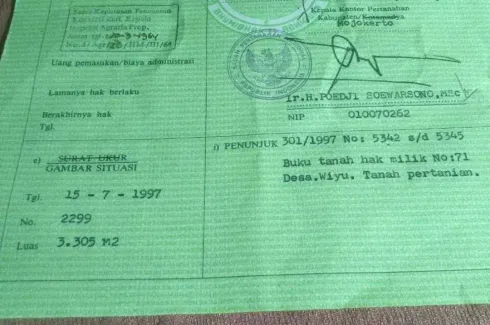 Kepala Kantor Pertanahan
Kabupaten/Kotamadya
Mojokerto
Uang pemasukan/biaya administrasi
Lamanya hak berlaku
Berakhirnya hak
Tgl.
Ir.H.POEDJI SOEWARSONO,MSc
NIP 010070262
c) SURAT UKUR
GAMBAR SITUASI
Tgl. 15 - 7 - 1997
No. 2299
Luas 3.305 M2
i) PENUNJUK 301/1997 No: 5342 s/d 5345
Buku tanah hak milik No:71
Desa.Wiyu. Tanah pertanian.